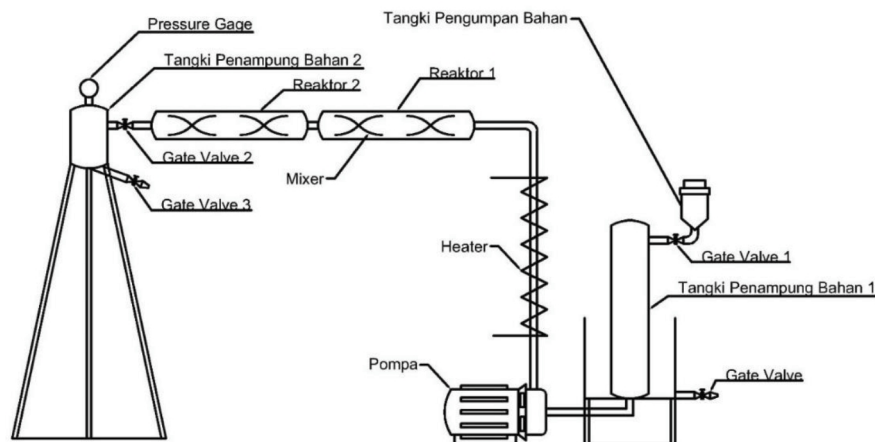 Pressure Gage
Tangki Pengumpan Bahan
Tangki Penampung Bahan 2
Reaktor 2
Reaktor 1
Gate Valve 2
Mixer
Gate Valve 3
Heater
Gate Valve 1
Tangki Penampung Bahan 1
Pompa
Gate Valve